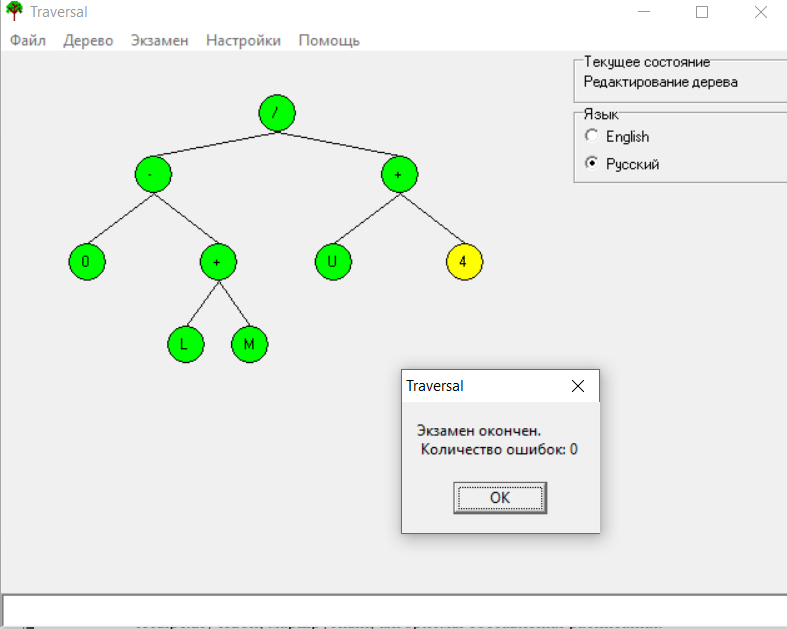 Traversal
Файл Дерево Экзамен Настройки Помощь
Текущее состояние
Редактирование дерева
Язык
English
Русский
/
- +
0 + U 4
L M
Traversal
Экзамен окончен.
Количество ошибок: 0
OK